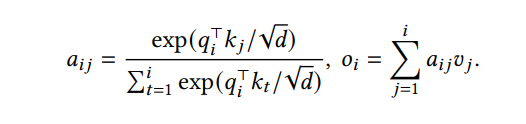 a_{ij} = \frac{\exp(q_i^\top k_j/\sqrt{d})}{\sum_{t=1}^{i} \exp(q_i^\top k_t/\sqrt{d})}, o_i = \sum_{j=1}^{i} a_{ij} v_j.